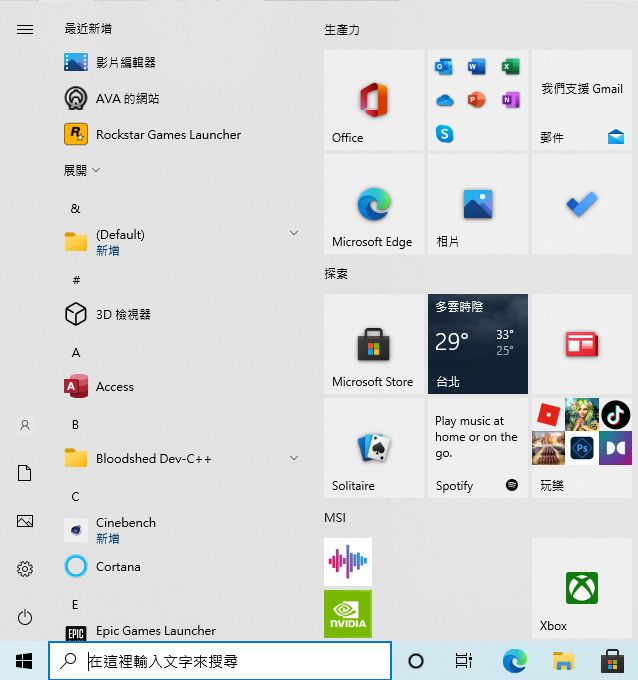 最近新增
影片編輯器
AVA 的網站
Rockstar Games Launcher
展開
&
(Default)
新增
#
3D 檢視器
A
Access
B
Bloodshed Dev-C++
C
Cinebench
新增
Cortana
E
Epic Games Launcher
生產力
Office
我們支援 Gmail
郵件
Microsoft Edge
相片
探索
Microsoft Store
多雲時陰
29°
33°
25°
台北
Solitaire
Play music at
home or on the
go.
Spotify
玩樂
MSI
NVIDIA
Xbox
在這裡輸入文字來搜尋